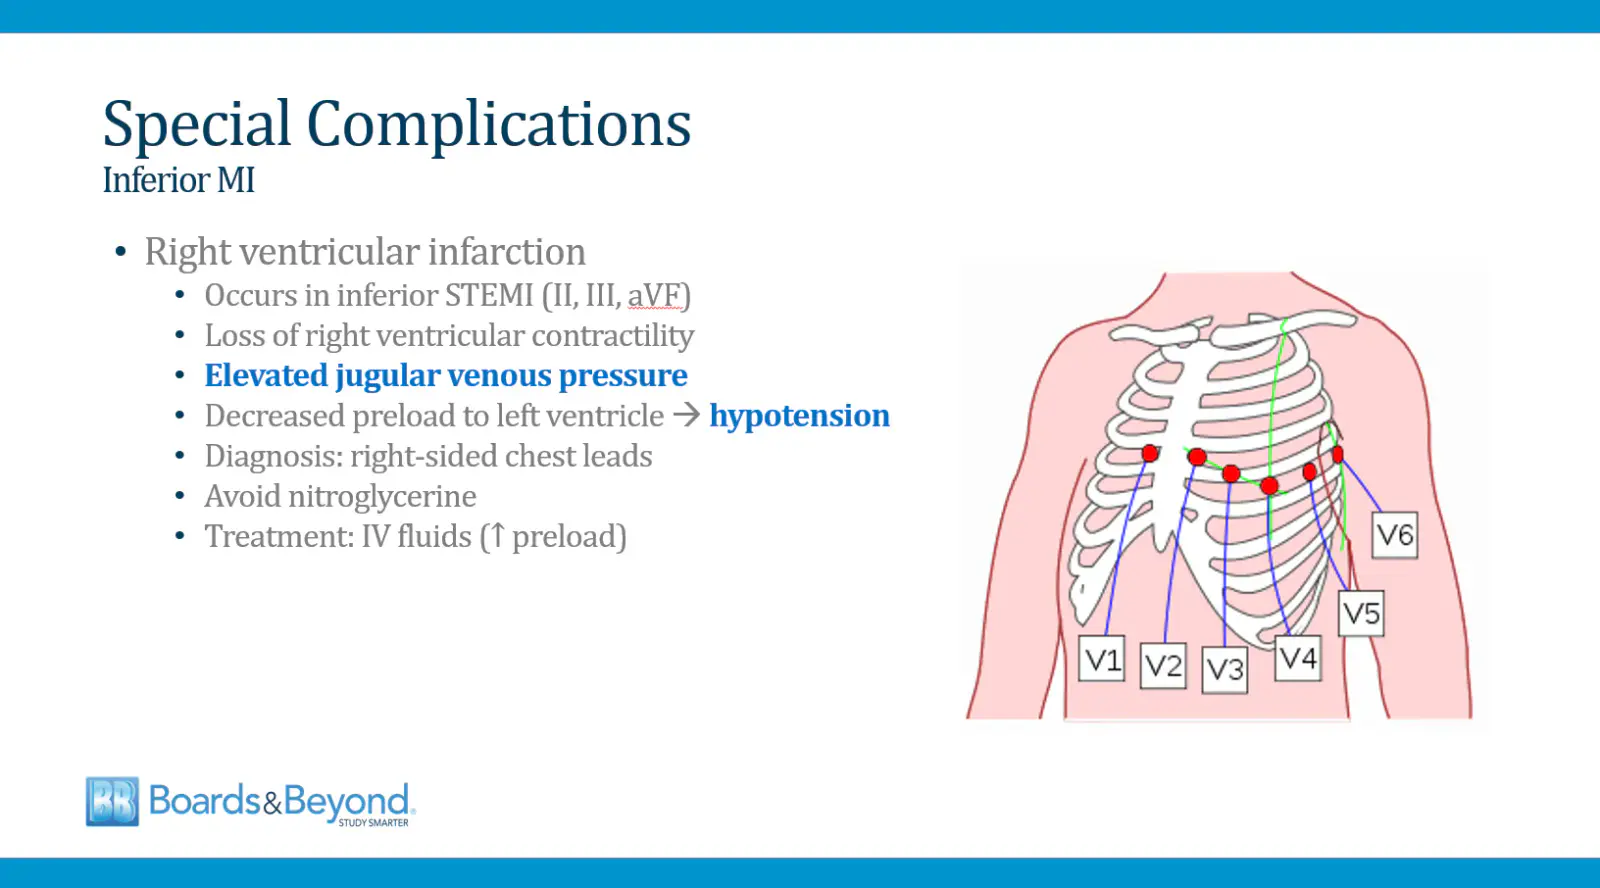 Special Complications
Inferior MI
• Right ventricular infarction
• Occurs in inferior STEMI (II, III, aVF)
• Loss of right ventricular contractility
• Elevated jugular venous pressure
• Decreased preload to left ventricle → hypotension
• Diagnosis: right-sided chest leads
• Avoid nitroglycerine
• Treatment: IV fluids (↑ preload)
V1
V2
V3
V4
V5
V6
BB
Boards&Beyond®
STUDY SMARTER